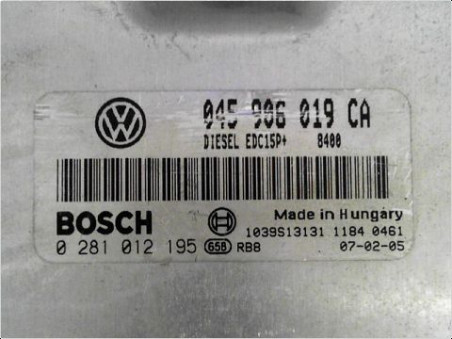 045 906 019 CA
DIESEL EDC15P+ 8400
BOSCH
Made in Hungary
1039S13131 1184 0461
0 281 012 195 658 RB8 07-02-05